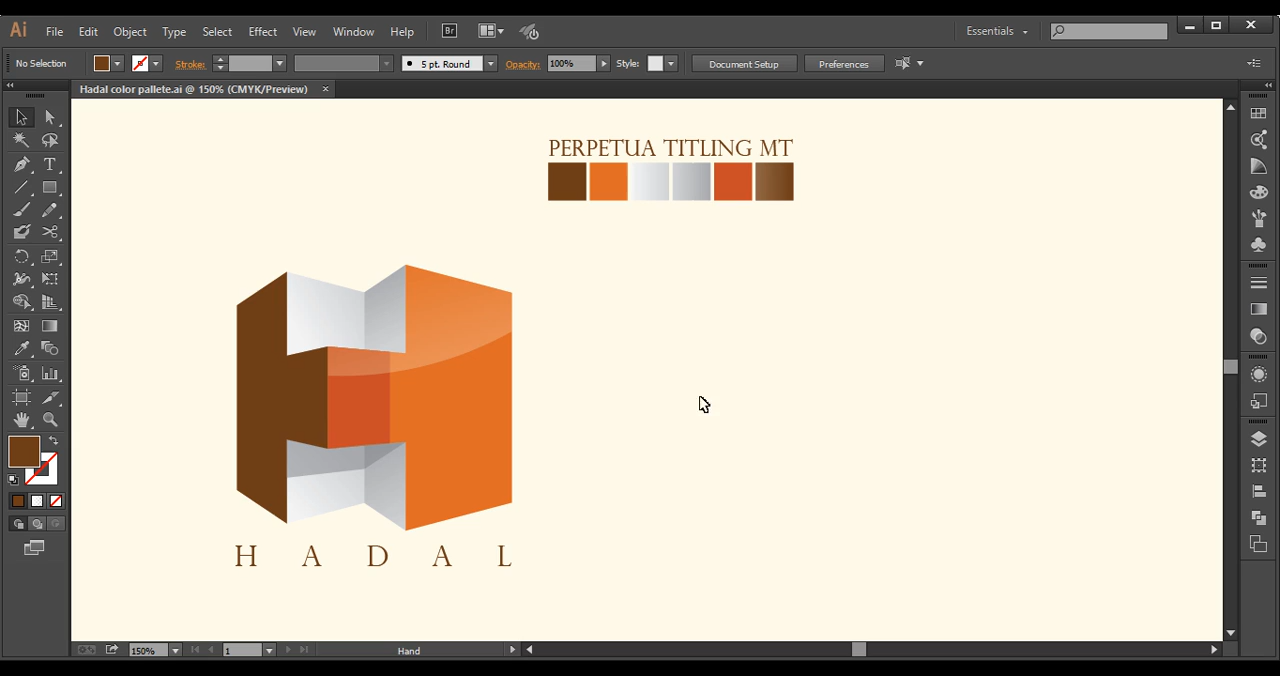 Ai File Edit Object Type Select Effect View Window Help Br Essentials
No Selection Stroke: 5 pt. Round Opacity: 100% Style: Document Setup Preferences
Hadal color pallete.ai @ 150% (CMYK/Preview) ×
PERPETUA TITLING MT
H A D A L
150% 1 Hand